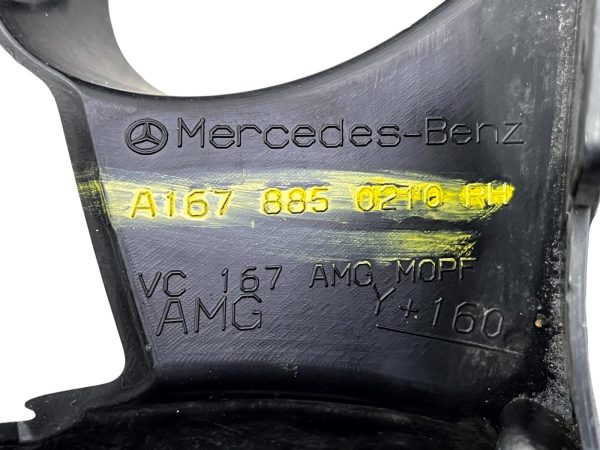 Mercedes-Benz
A167 885 0210 RH
VC 167 AMG MOPF
AMG Y+160